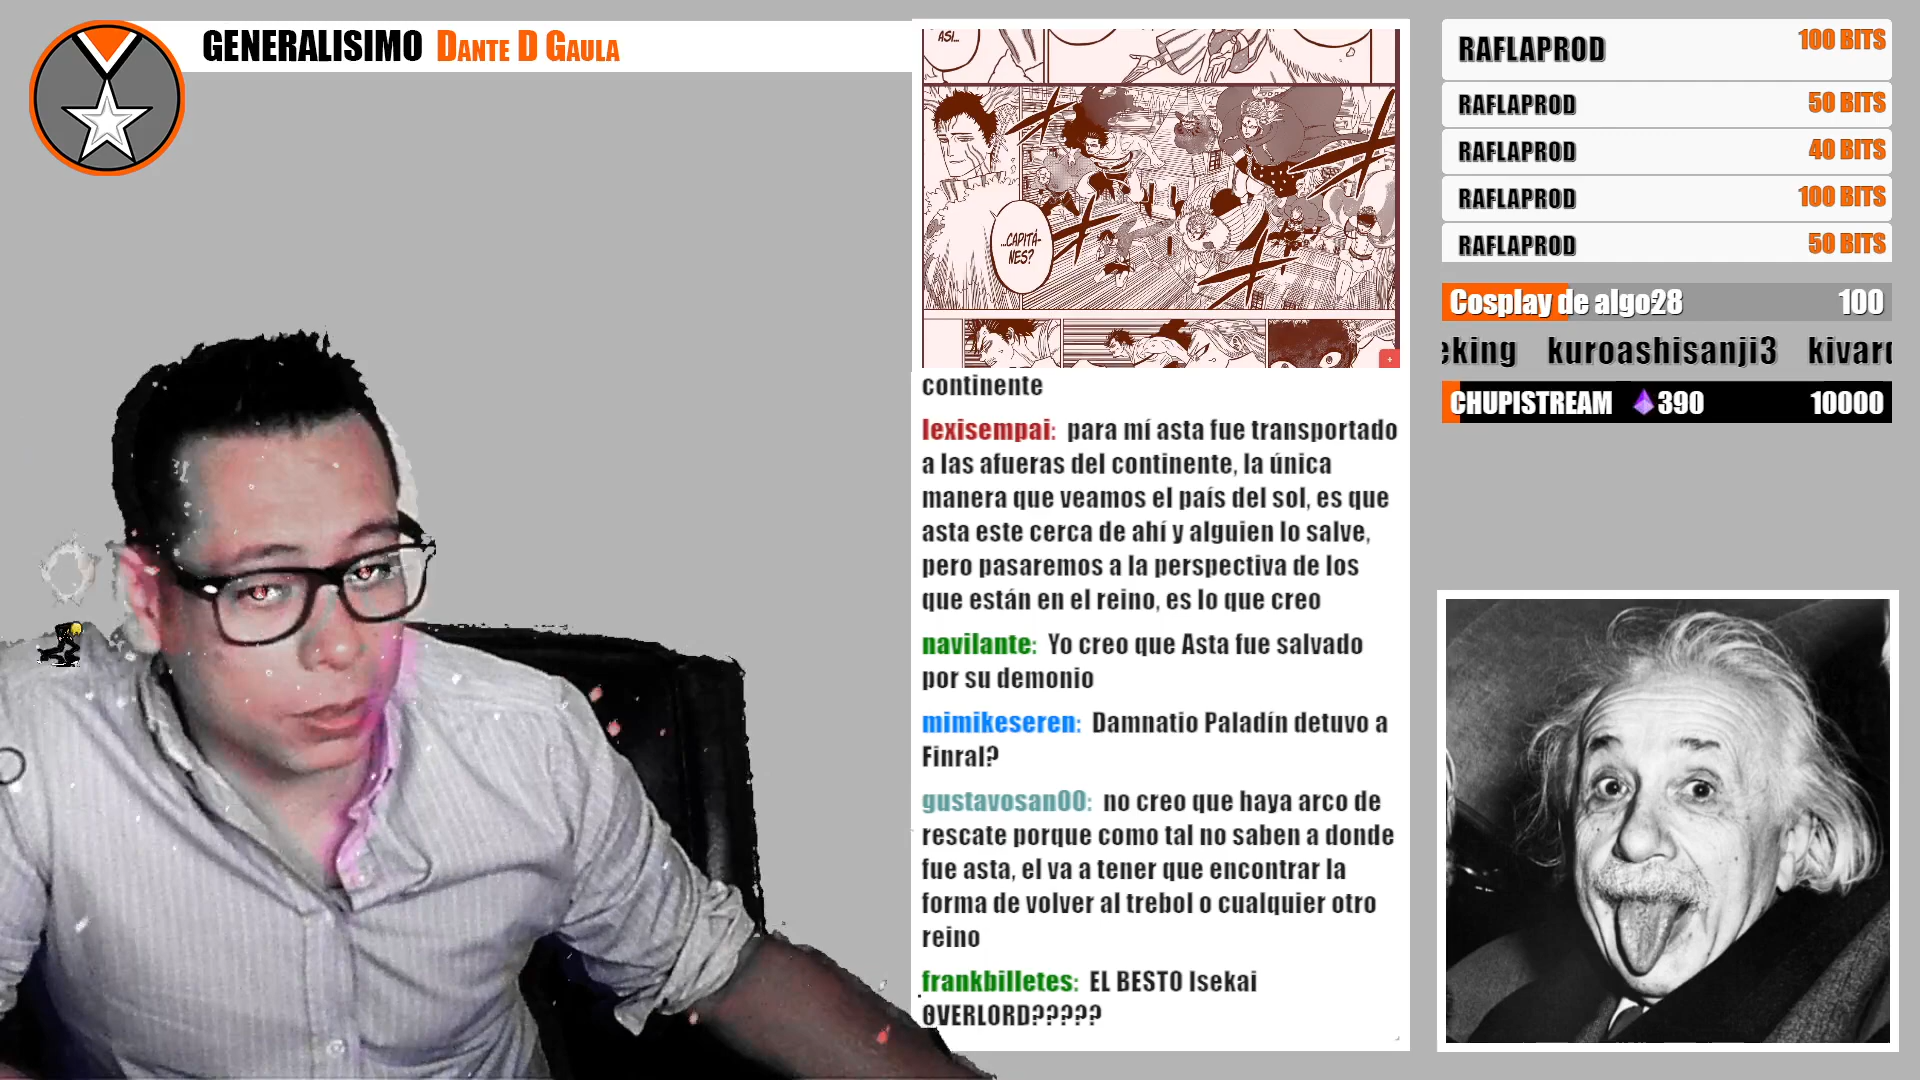 GENERALISIMO Dante D Gaula
ASI...
...CAPITÁ-
NES?
continente
lexisempai: para mí asta fue transportado
a las afueras del continente, la única
manera que veamos el país del sol, es que
asta este cerca de ahí y alguien lo salve,
pero pasaremos a la perspectiva de los
que están en el reino, es lo que creo
navilante: Yo creo que Asta fue salvado
por su demonio
mimikeseren: Damnatio Paladín detuvo a
Finral?
gustavosan00: no creo que haya arco de
rescate porque como tal no saben a donde
fue asta, el va a tener que encontrar la
forma de volver al trebol o cualquier otro
reino
frankbilletes: EL BESTO Isekai
OVERLORD?????
RAFLAPROD 100 BITS
RAFLAPROD 50 BITS
RAFLAPROD 40 BITS
RAFLAPROD 100 BITS
RAFLAPROD 50 BITS
Cosplay de algo28 100
eking kuroashisanji3 kivar
CHUPISTREAM 390 10000